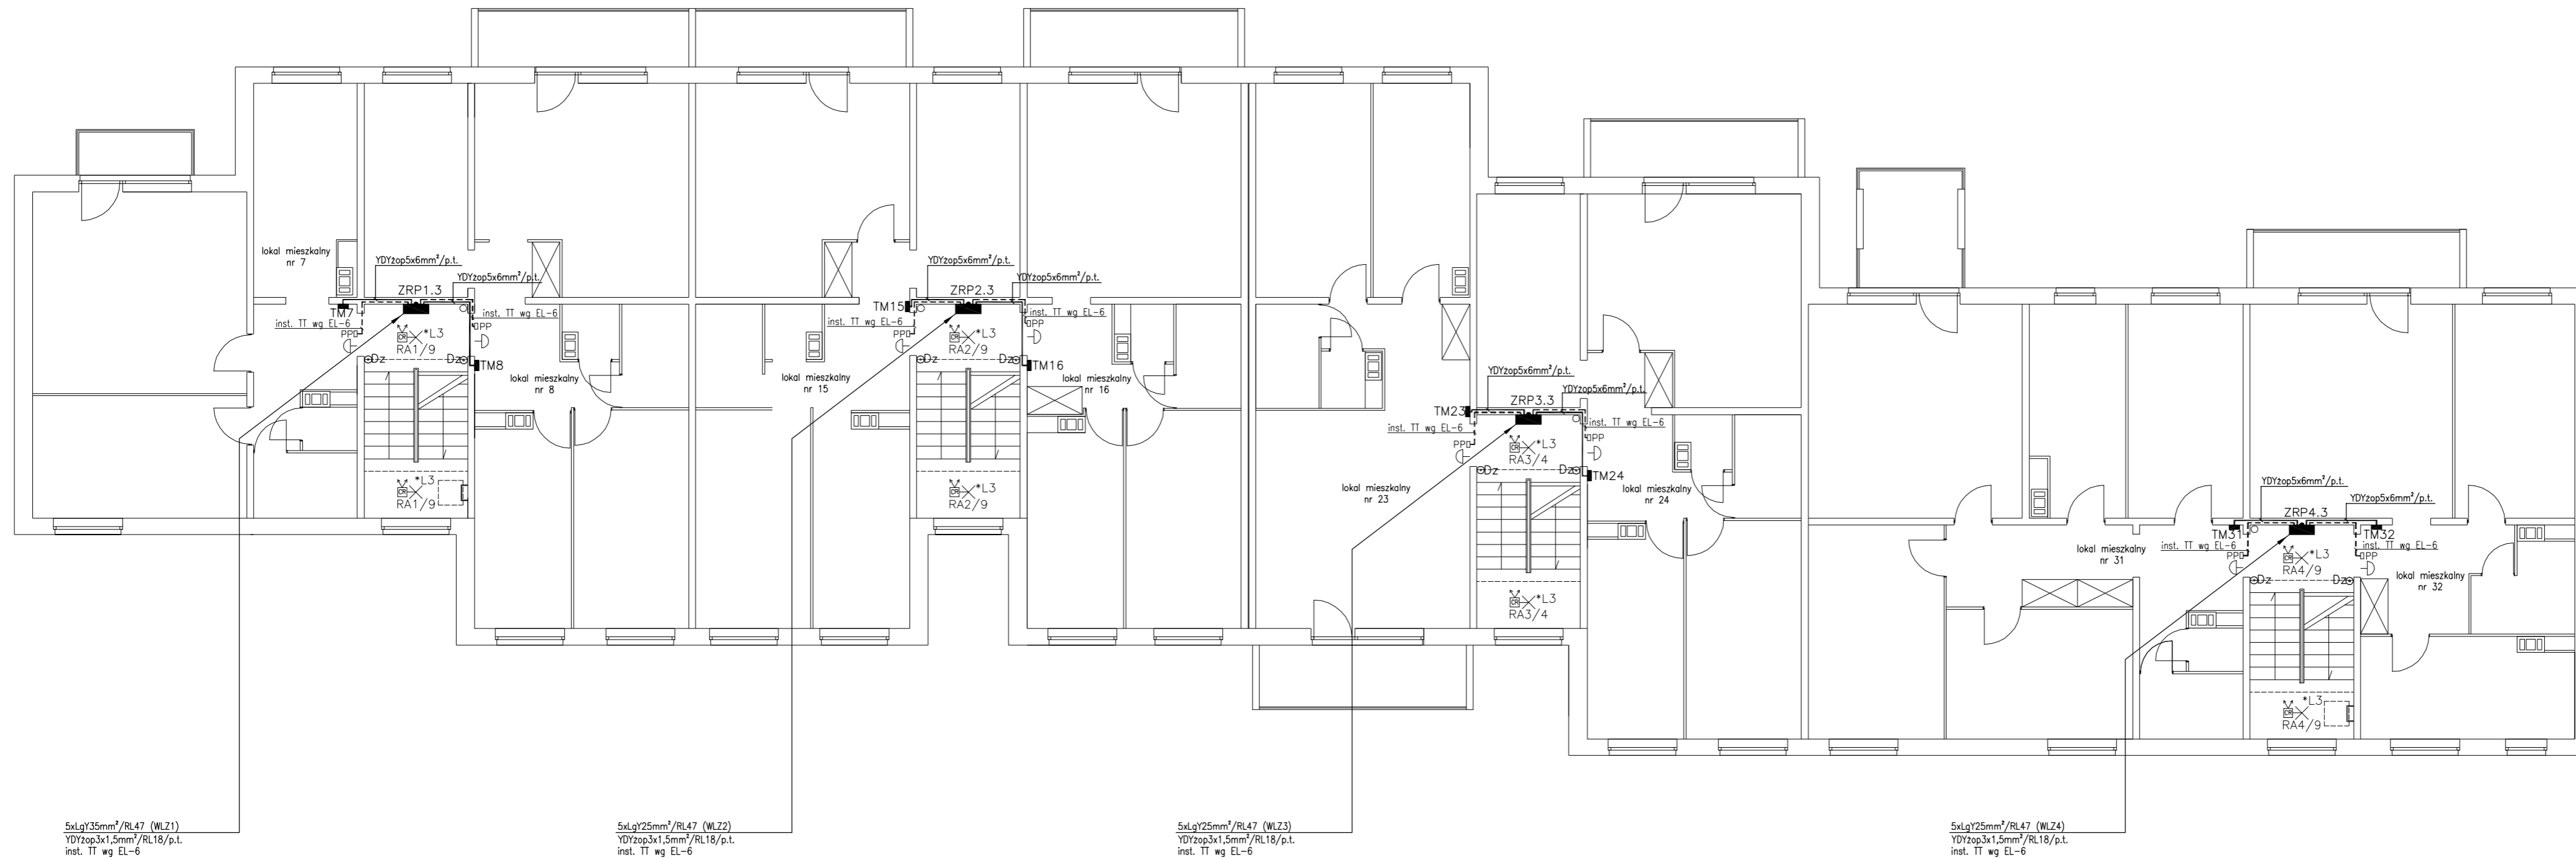 lokal mieszkalny
nr 7
YDYżop5x6mm²/p.t.
YDYżop5x6mm²/p.t.
ZRP1.3
TM7
inst. TT wg EL-6
inst. TT wg EL-6
PP
PP
*L3
CR
RA1/9
Dz
Dz
TM8
lokal mieszkalny
nr 8
*L3
CR
RA1/9
YDYżop5x6mm²/p.t.
YDYżop5x6mm²/p.t.
ZRP2.3
TM15
inst. TT wg EL-6
inst. TT wg EL-6
PP
PP
*L3
CR
RA2/9
Dz
Dz
TM16
lokal mieszkalny
nr 15
lokal mieszkalny
nr 16
*L3
CR
RA2/9
YDYżop5x6mm²/p.t.
YDYżop5x6mm²/p.t.
ZRP3.3
TM23
inst. TT wg EL-6
inst. TT wg EL-6
PP
PP
*L3
CR
RA3/4
Dz
Dz
TM24
lokal mieszkalny
nr 23
lokal mieszkalny
nr 24
*L3
CR
RA3/4
YDYżop5x6mm²/p.t.
YDYżop5x6mm²/p.t.
ZRP4.3
TM31
TM32
inst. TT wg EL-6
inst. TT wg EL-6
PP
PP
lokal mieszkalny
nr 31
*L3
CR
RA4/9
Dz
Dz
lokal mieszkalny
nr 32
*L3
CR
RA4/9
5xLgY35mm²/RL47 (WLZ1)
YDYżop3x1,5mm²/RL18/p.t.
inst. TT wg EL-6
5xLgY25mm²/RL47 (WLZ2)
YDYżop3x1,5mm²/RL18/p.t.
inst. TT wg EL-6
5xLgY25mm²/RL47 (WLZ3)
YDYżop3x1,5mm²/RL18/p.t.
inst. TT wg EL-6
5xLgY25mm²/RL47 (WLZ4)
YDYżop3x1,5mm²/RL18/p.t.
inst. TT wg EL-6